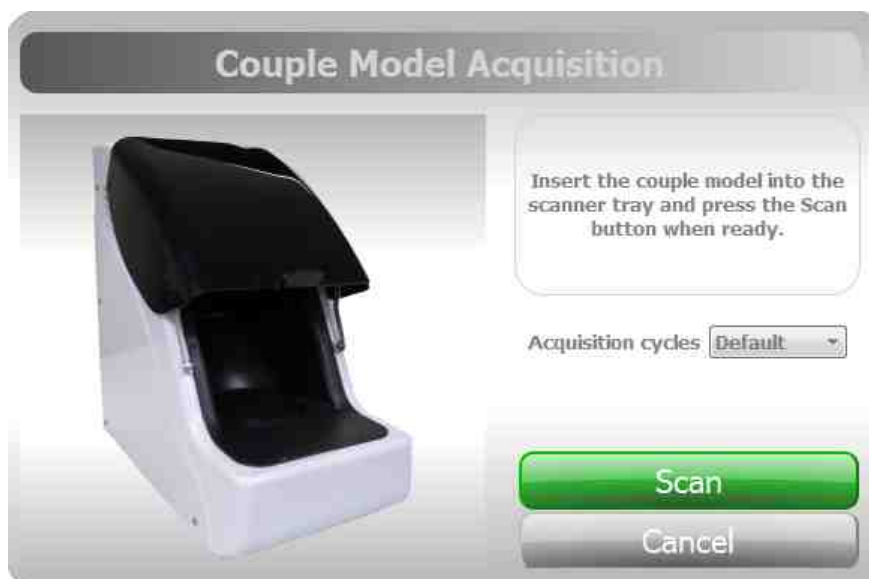 Couple Model Acquisition
Insert the couple model into the
scanner tray and press the Scan
button when ready.
Acquisition cycles Default
Scan
Cancel